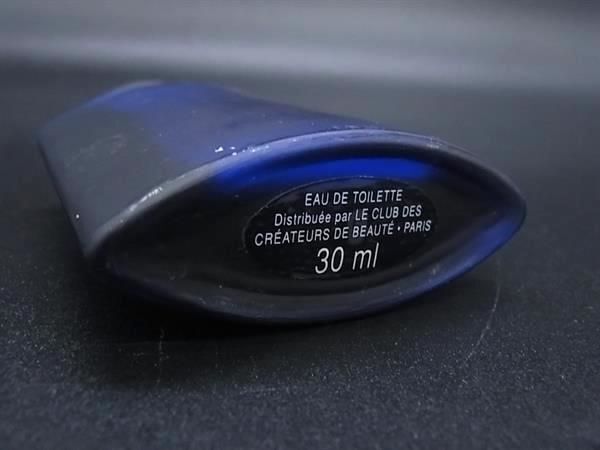 EAU DE TOILETTE
Distribuée par LE CLUB DES
CRÉATEURS DE BEAUTÉ • PARIS
30 ml